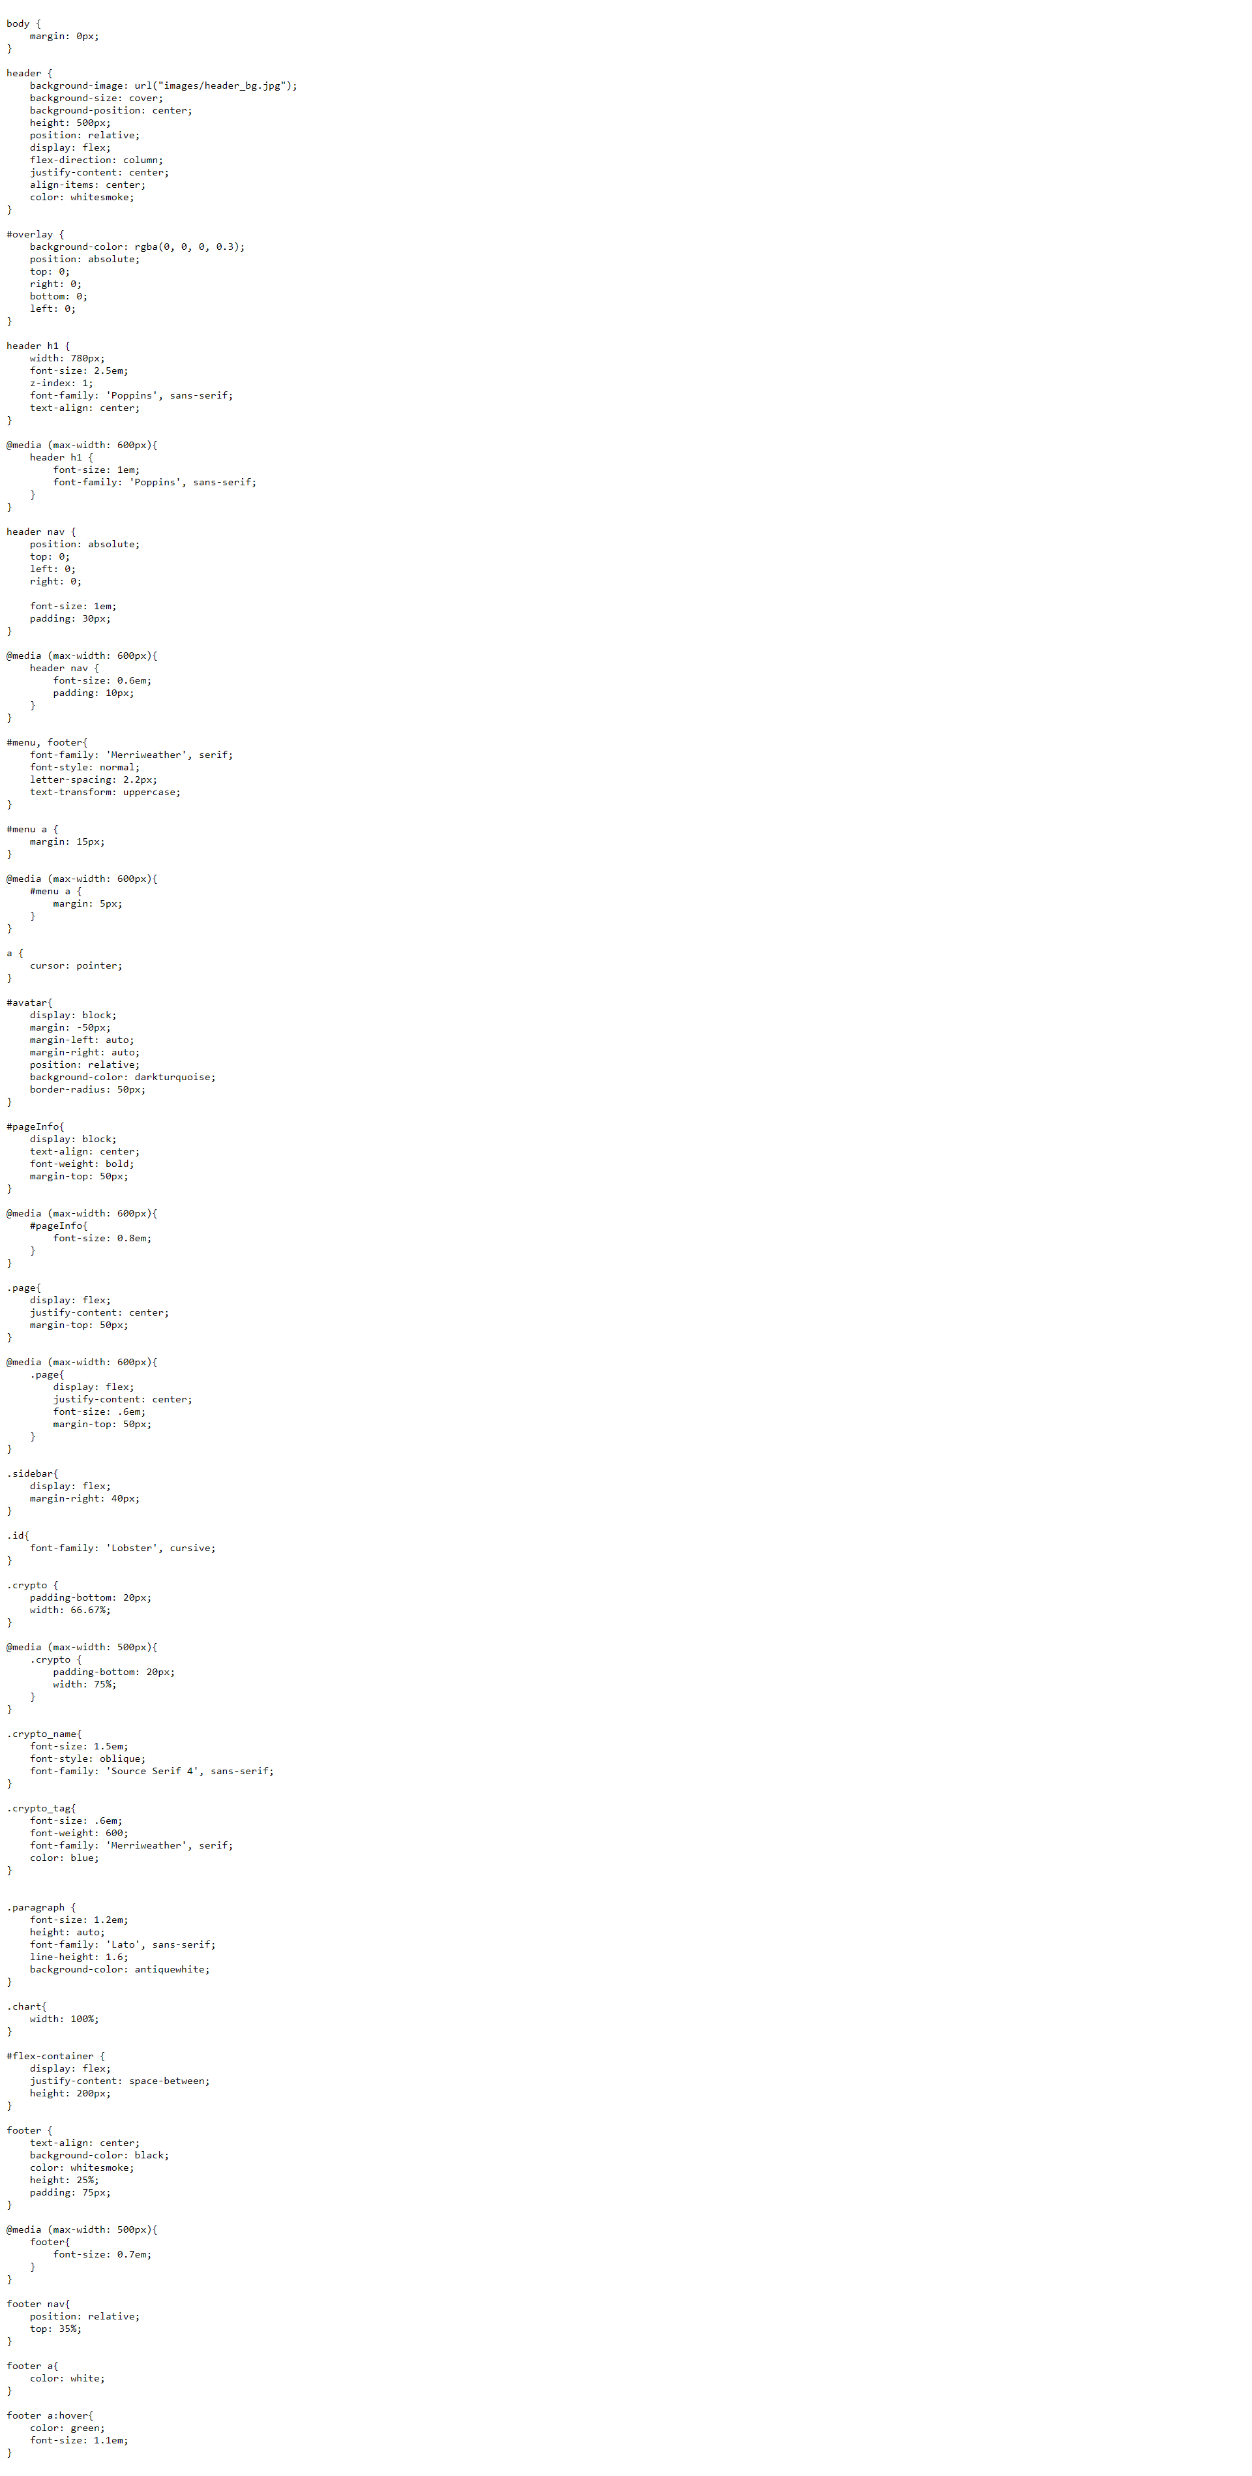 body {
    margin: 0px;
}

header {
    background-image: url("images/header_bg.jpg");
    background-size: cover;
    background-position: center;
    height: 500px;
    position: relative;
    display: flex;
    flex-direction: column;
    justify-content: center;
    align-items: center;
    color: whitesmoke;
}

#overlay {
    background-color: rgba(0, 0, 0, 0.3);
    position: absolute;
    top: 0;
    right: 0;
    bottom: 0;
    left: 0;
}

header h1 {
    width: 780px;
    font-size: 2.5em;
    z-index: 1;
    font-family: 'Poppins', sans-serif;
    text-align: center;
}

@media (max-width: 600px){
    header h1 {
        font-size: 1em;
        font-family: 'Poppins', sans-serif;
    }
}

header nav {
    position: absolute;
    top: 0;
    left: 0;
    right: 0;

    font-size: 1em;
    padding: 30px;
}

@media (max-width: 600px){
    header nav {
        font-size: 0.6em;
        padding: 10px;
    }
}

#menu, footer{
    font-family: 'Merriweather', serif;
    font-style: normal;
    letter-spacing: 2.2px;
    text-transform: uppercase;
}

#menu a {
    margin: 15px;
}

@media (max-width: 600px){
    #menu a {
        margin: 5px;
    }
}

a {
    cursor: pointer;
}

#avatar{
    display: block;
    margin: -50px;
    margin-left: auto;
    margin-right: auto;
    position: relative;
    background-color: darkturquoise;
    border-radius: 50px;
}

#pageInfo{
    display: block;
    text-align: center;
    font-weight: bold;
    margin-top: 50px;
}

@media (max-width: 600px){
    #pageInfo{
        font-size: 0.8em;
    }
}

.page{
    display: flex;
    justify-content: center;
    margin-top: 50px;
}

@media (max-width: 600px){
    .page{
        display: flex;
        justify-content: center;
        font-size: .6em;
        margin-top: 50px;
    }
}

.sidebar{
    display: flex;
    margin-right: 40px;
}

.id{
    font-family: 'Lobster', cursive;
}

.crypto {
    padding-bottom: 20px;
    width: 66.67%;
}

@media (max-width: 500px){
    .crypto {
        padding-bottom: 20px;
        width: 75%;
    }
}

.crypto_name{
    font-size: 1.5em;
    font-style: oblique;
    font-family: 'Source Serif 4', sans-serif;
}

.crypto_tag{
    font-size: .6em;
    font-weight: 600;
    font-family: 'Merriweather', serif;
    color: blue;
}


.paragraph {
    font-size: 1.2em;
    height: auto;
    font-family: 'Lato', sans-serif;
    line-height: 1.6;
    background-color: antiquewhite;
}

.chart{
    width: 100%;
}

#flex-container {
    display: flex;
    justify-content: space-between;
    height: 200px;
}

footer {
    text-align: center;
    background-color: black;
    color: whitesmoke;
    height: 25%;
    padding: 75px;
}

@media (max-width: 500px){
    footer{
        font-size: 0.7em;
    }
}

footer nav{
    position: relative;
    top: 35%;
}

footer a{
    color: white;
}

footer a:hover{
    color: green;
    font-size: 1.1em;
}